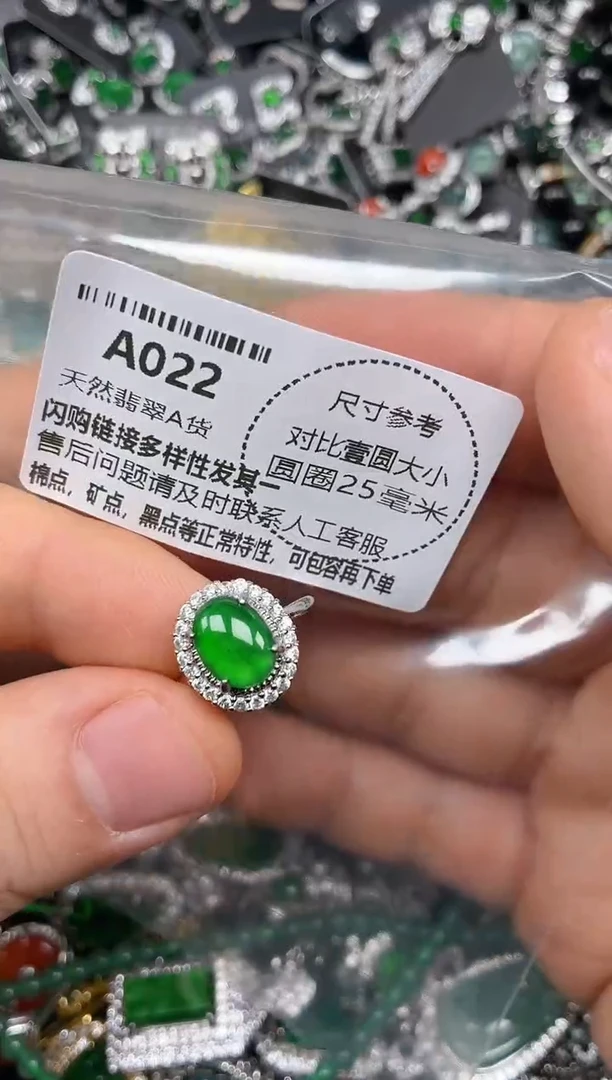 A022
天然翡翠A货
闪购链接多样性发其一
售后问题请及时联系人工客服
棉点，矿点，黑点等正常特性，可包容再下单
尺寸参考
对比壹圆大小
圆圈25毫米